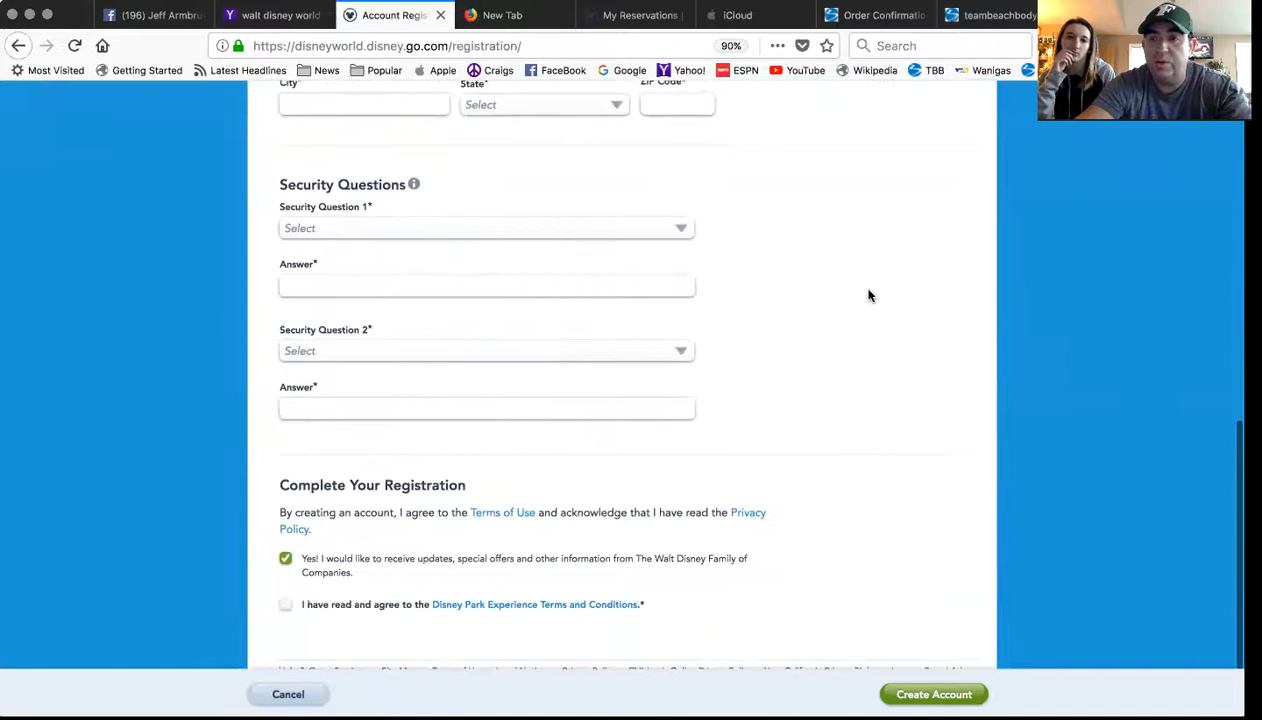 (196) Jeff Armbru
walt disney world
Account Regis
New Tab
My Reservations
iCloud
Order Confirmatio
teambeachbody
https://disneyworld.disney.go.com/registration/
90%
Search
Most Visited
Getting Started
Latest Headlines
News
Popular
Apple
Craigs
FaceBook
Google
Yahoo!
ESPN
YouTube
Wikipedia
TBB
Wanigas
City*
State*
ZIP Code*
Select
Security Questions
Security Question 1*
Select
Answer*
Security Question 2*
Select
Answer*
Complete Your Registration
By creating an account, I agree to the Terms of Use and acknowledge that I have read the Privacy
Policy.
Yes! I would like to receive updates, special offers and other information from The Walt Disney Family of
Companies.
I have read and agree to the Disney Park Experience Terms and Conditions.*
Cancel
Create Account